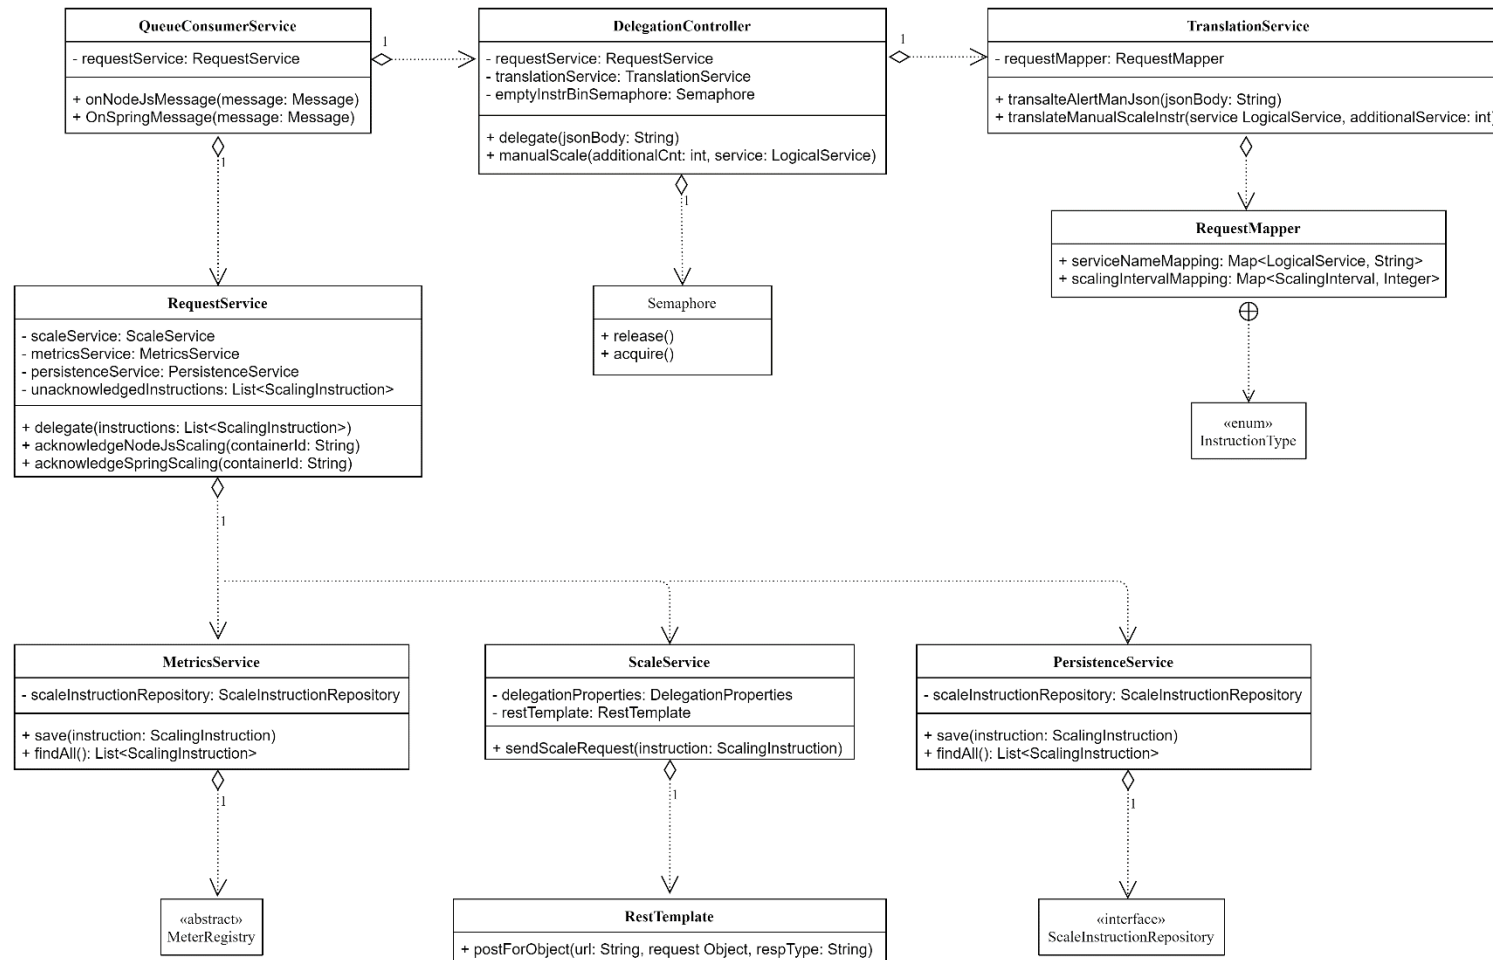 QueueConsumerService
- requestService: RequestService
+ onNodeJsMessage(message: Message)
+ OnSpringMessage(message: Message)
1
1
DelegationController
- requestService: RequestService
- translationService: TranslationService
- emptyInstrBinSemaphore: Semaphore
+ delegate(jsonBody: String)
+ manualScale(additionalCnt: int, service: LogicalService)
1
1
TranslationService
- requestMapper: RequestMapper
+ transalteAlertManJson(jsonBody: String)
+ translateManualScaleInstr(service LogicalService, additionalService: int)
RequestMapper
+ serviceNameMapping: Map<LogicalService, String>
+ scalingIntervalMapping: Map<ScalingInterval, Integer>
RequestService
- scaleService: ScaleService
- metricsService: MetricsService
- persistenceService: PersistenceService
- unacknowledgedInstructions: List<ScalingInstruction>
+ delegate(instructions: List<ScalingInstruction>)
+ acknowledgeNodeJsScaling(containerId: String)
+ acknowledgeSpringScaling(containerId: String)
1
Semaphore
+ release()
+ acquire()
«enum»
InstructionType
MetricsService
- scaleInstructionRepository: ScaleInstructionRepository
+ save(instruction: ScalingInstruction)
+ findAll(): List<ScalingInstruction>
1
ScaleService
- delegationProperties: DelegationProperties
- restTemplate: RestTemplate
+ sendScaleRequest(instruction: ScalingInstruction)
1
PersistenceService
- scaleInstructionRepository: ScaleInstructionRepository
+ save(instruction: ScalingInstruction)
+ findAll(): List<ScalingInstruction>
1
«abstract»
MeterRegistry
RestTemplate
+ postForObject(url: String, request Object, respType: String)
«interface»
ScaleInstructionRepository